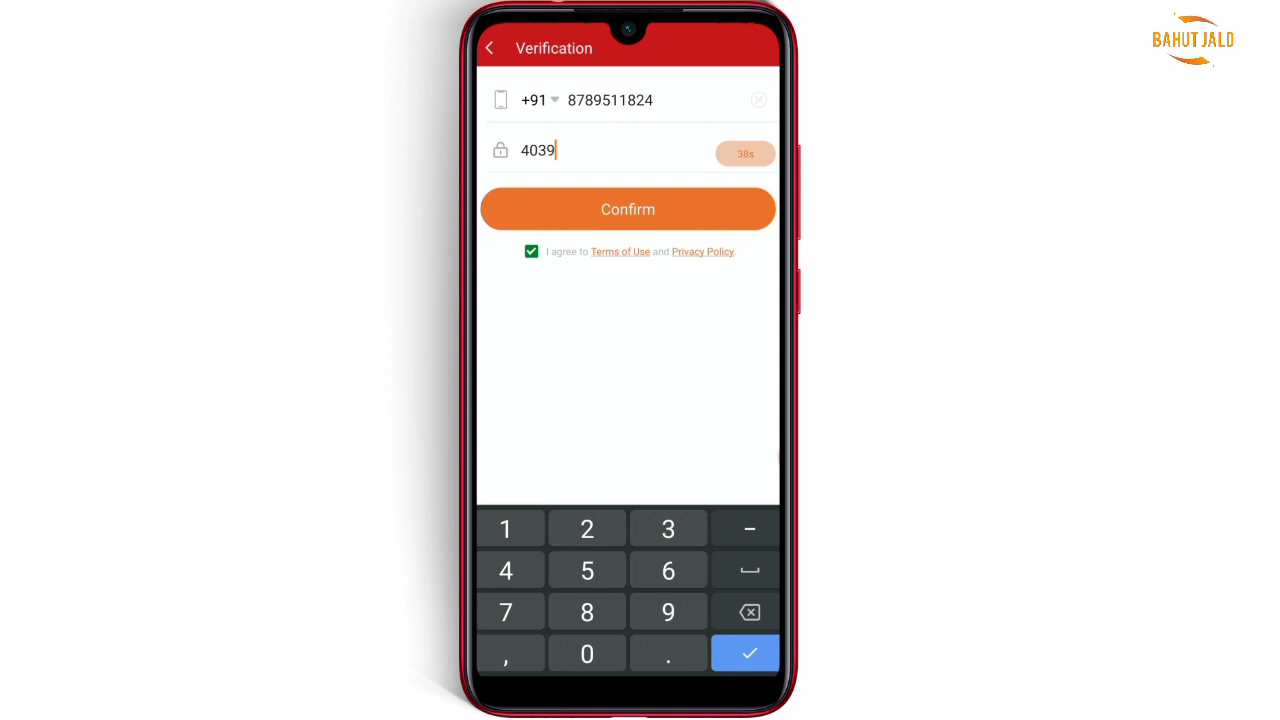 Verification
BAHUT JALD
+91 8789511824
4039
38s
Confirm
I agree to Terms of Use and Privacy Policy.
1 2 3 -
4 5 6
7 8 9
, 0 .